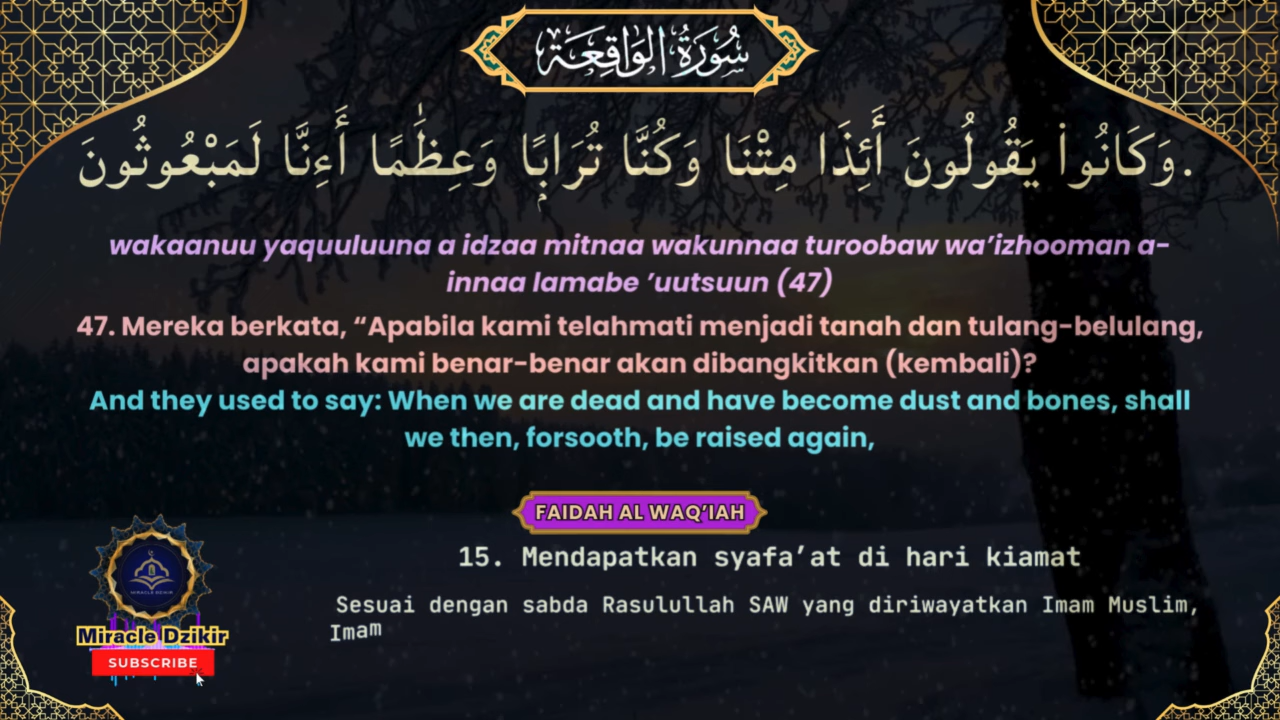 سُورَةُ الوَاقِعَة
وَكَانُوا۟ يَقُولُونَ أَئِذَا مِتْنَا وَكُنَّا تُرَابًۭا وَعِظَٰمًا أَءِنَّا لَمَبْعُوثُونَ.
wakaanuu yaquuluuna a idzaa mitnaa wakunnaa turoobaw wa’izhooman a-
innaa lamabe ’uutsuun (47)
47. Mereka berkata, “Apabila kami telahmati menjadi tanah dan tulang-belulang,
apakah kami benar-benar akan dibangkitkan (kembali)?
And they used to say: When we are dead and have become dust and bones, shall
we then, forsooth, be raised again,
FAIDAH AL WAQ’IAH
15. Mendapatkan syafa’at di hari kiamat
Sesuai dengan sabda Rasulullah SAW yang diriwayatkan Imam Muslim,
Imam
MIRACLE DZIKIR
Miracle Dzikir
SUBSCRIBE